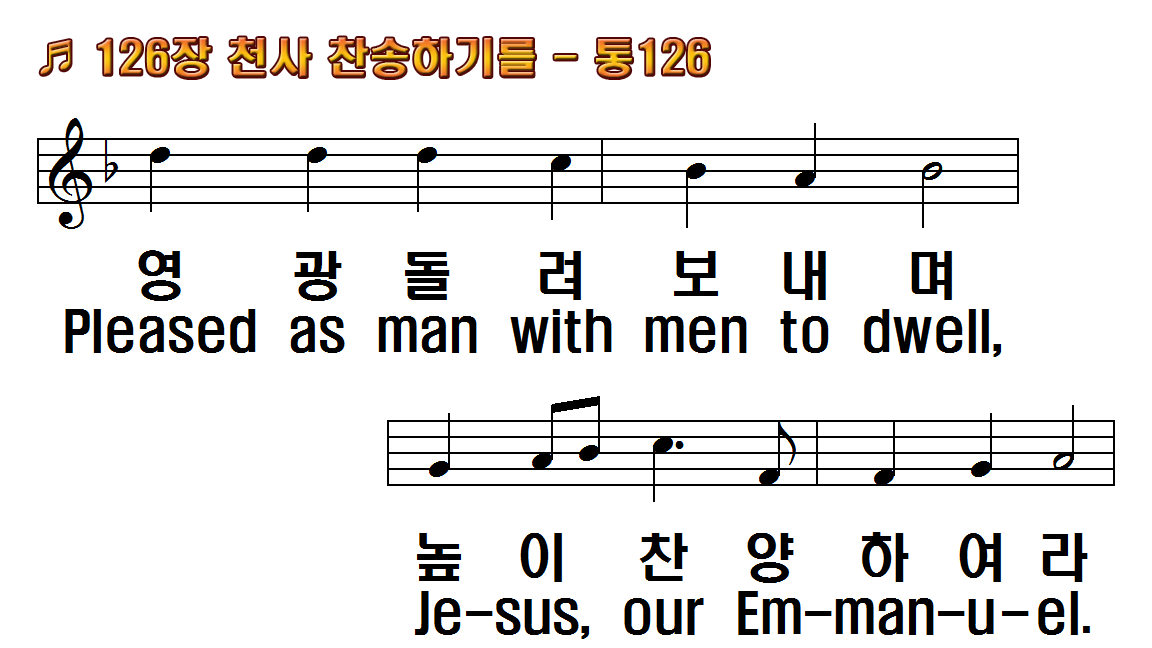 ♬ 126장 천사 찬송하기를 - 통126
영 광 돌 려 보 내 며
Pleased as man with men to dwell,
높 이 찬 양 하 여 라
Je-sus, our Em-man-u-el.